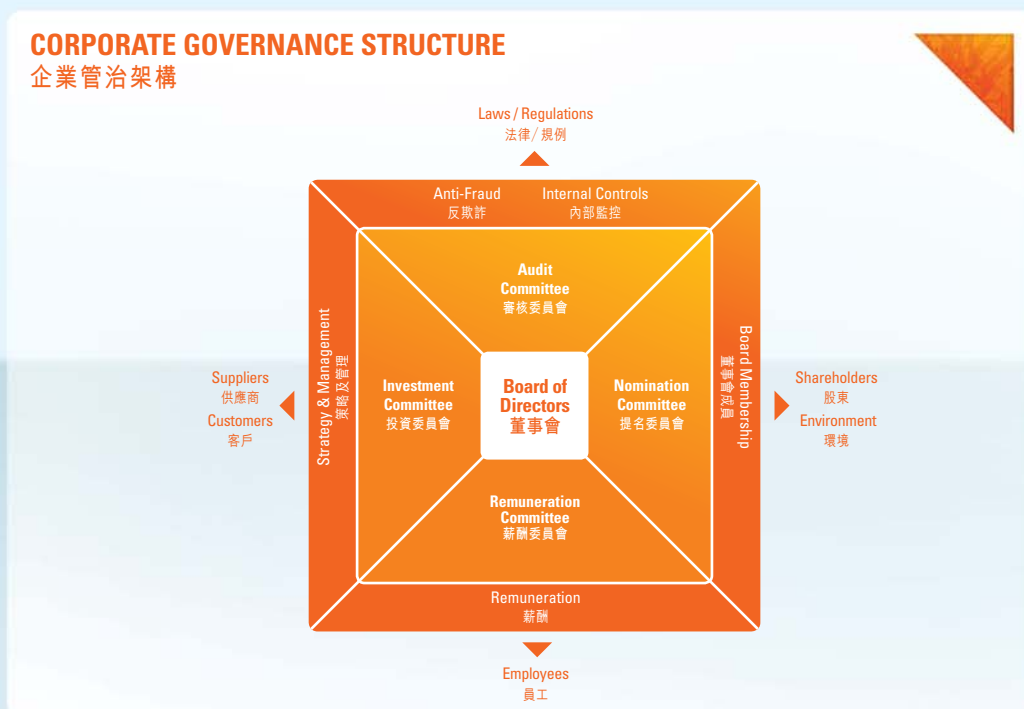 CORPORATE GOVERNANCE STRUCTURE
企業管治架構
Laws / Regulations
法律/規例
Anti-Fraud
反欺詐
Internal Controls
內部監控
Audit
Committee
審核委員會
Strategy & Management
策略及管理
Board Membership
董事會成員
Suppliers
供應商
Customers
客戶
Investment
Committee
投資委員會
Board of
Directors
董事會
Nomination
Committee
提名委員會
Shareholders
股東
Environment
環境
Remuneration
Committee
薪酬委員會
Remuneration
薪酬
Employees
員工